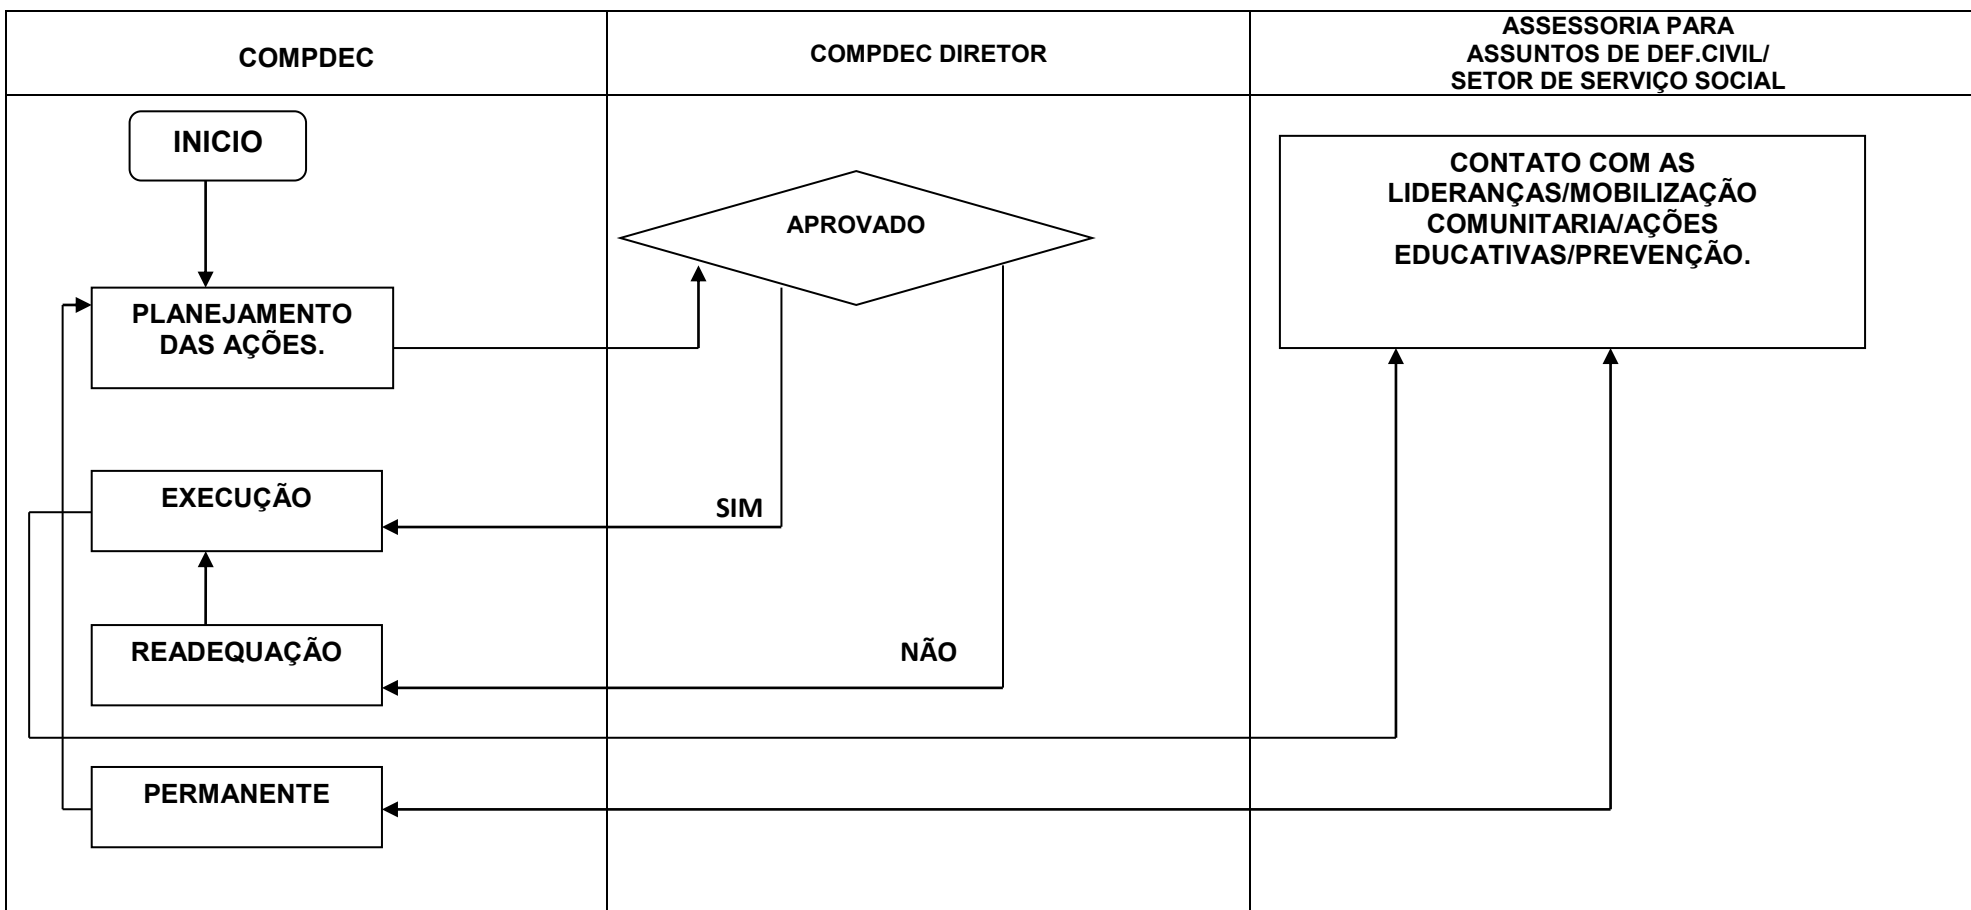 COMPDEC
COMPDEC DIRETOR
ASSESSORIA PARA
ASSUNTOS DE DEF.CIVIL/
SETOR DE SERVIÇO SOCIAL
INICIO
APROVADO
CONTATO COM AS
LIDERANÇAS/MOBILIZAÇÃO
COMUNITARIA/AÇÕES
EDUCATIVAS/PREVENÇÃO.
PLANEJAMENTO
DAS AÇÕES.
EXECUÇÃO
SIM
READEQUAÇÃO
NÃO
PERMANENTE